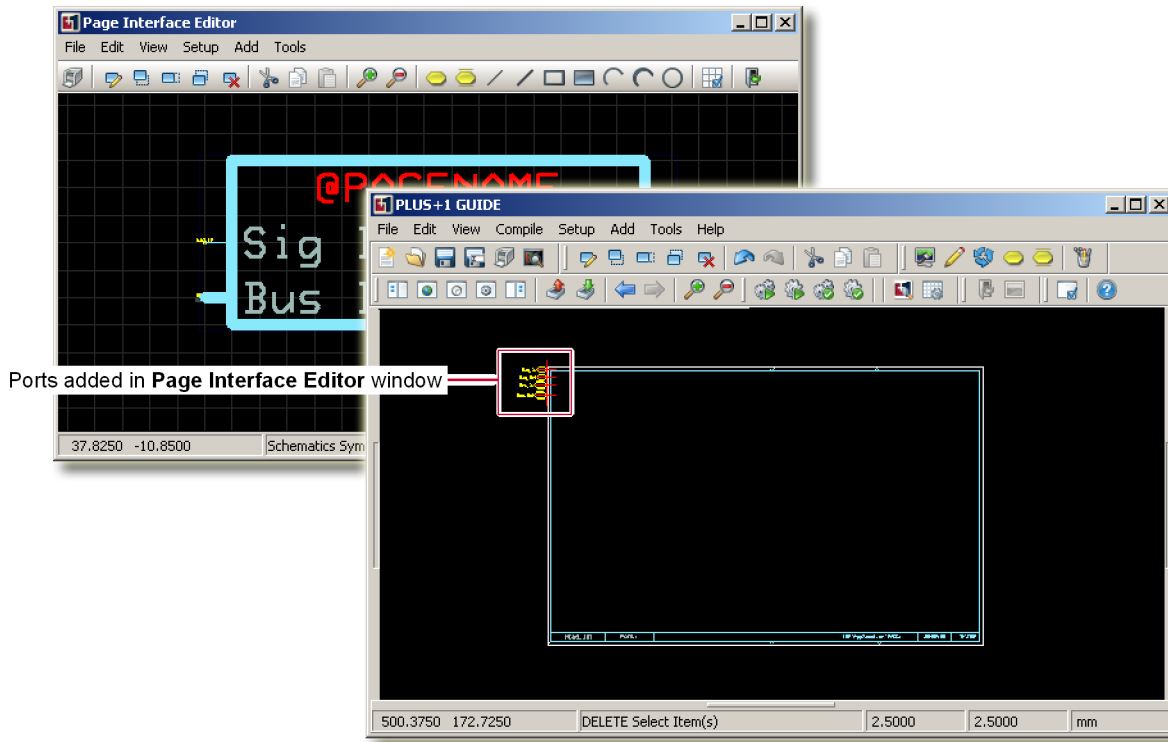 Page Interface Editor
File Edit View Setup Add Tools
@PAGENAME
Sig
Bus
37.8250 -10.8500 Schematics Sym
PLUS+1 GUIDE
File Edit View Compile Setup Add Tools Help
Ports added in Page Interface Editor window
500.3750 172.7250 DELETE Select Item(s) 2.5000 2.5000 mm